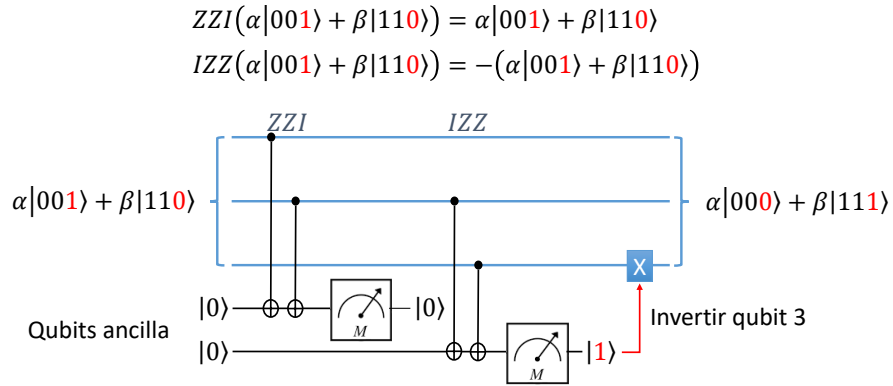 𝑍𝑍𝐼(𝛼|001⟩ + 𝛽|110⟩) = 𝛼|001⟩ + 𝛽|110⟩
𝐼𝑍𝑍(𝛼|001⟩ + 𝛽|110⟩) = −(𝛼|001⟩ + 𝛽|110⟩)
𝑍𝑍𝐼 𝐼𝑍𝑍
𝛼|001⟩ + 𝛽|110⟩
𝛼|000⟩ + 𝛽|111⟩
X
Qubits ancilla
|0⟩ M |0⟩
Invertir qubit 3
|0⟩ M |1⟩